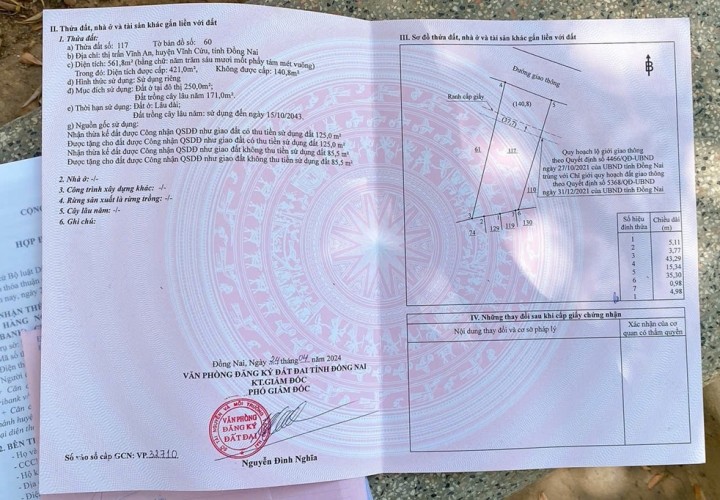 II. Thửa đất, nhà ở và tài sản khác gắn liền với đất
1. Thửa đất:
a) Thửa đất số: 117 Tờ bản đồ số: 60
b) Địa chỉ: thị trấn Vĩnh An, huyện Vĩnh Cửu, tỉnh Đồng Nai
c) Diện tích: 561,8m² (bằng chữ: năm trăm sáu mươi mốt phẩy tám mét vuông)
Trong đó: Diện tích được cấp: 421,0m², Không được cấp: 140,8m².
d) Hình thức sử dụng: Sử dụng riêng
đ) Mục đích sử dụng: Đất ở tại đô thị 250,0m²;
Đất trồng cây lâu năm 171,0m².
e) Thời hạn sử dụng: Đất ở: Lâu dài;
Đất trồng cây lâu năm: sử dụng đến ngày 15/10/2043.
g) Nguồn gốc sử dụng:
Nhận thừa kế đất được Công nhận QSDĐ như giao đất có thu tiền sử dụng đất 125,0 m²
Được tặng cho đất được Công nhận QSDĐ như giao đất có thu tiền sử dụng đất 125,0 m²
Nhận thừa kế đất được Công nhận QSDĐ như giao đất không thu tiền sử dụng đất 85,5 m²
Được tặng cho đất được Công nhận QSDĐ như giao đất không thu tiền sử dụng đất 85,5 m²
2. Nhà ở: -/-
3. Công trình xây dựng khác: -/-
4. Rừng sản xuất là rừng trồng: -/-
5. Cây lâu năm: -/-
6. Ghi chú:
Đồng Nai, Ngày 24 tháng 04 năm 2024
VĂN PHÒNG ĐĂNG KÝ ĐẤT ĐAI TỈNH ĐỒNG NAI
KT.GIÁM ĐỐC
PHÓ GIÁM ĐỐC
VĂN PHÒNG
ĐĂNG KÝ
ĐẤT ĐAI
Nguyễn Đình Nghĩa
Số vào sổ cấp GCN: VP 32710
III. Sơ đồ thửa đất, nhà ở và tài sản khác gắn liền với đất
B
Đường giao thông
4
5
Ranh cấp giấy
(140,8)
61
117
119
3
74
129
119
130
Quy hoạch lộ giới giao thông
theo Quyết định số 4466/QĐ-UBND
ngày 27/10/2021 của UBND tỉnh Đồng Nai
trùng với Chỉ giới quy hoạch đất giao thông
theo Quyết định số 5368/QĐ-UBND
ngày 31/12/2021 của UBND tỉnh Đồng Nai
Số hiệu đỉnh thửa Chiều dài (m)
1
5,11
2
3,77
3
43,29
4
15,34
5
35,30
6
0,98
7
4,98
1
IV. Những thay đổi sau khi cấp giấy chứng nhận
Nội dung thay đổi và cơ sở pháp lý
Xác nhận của cơ
quan có thẩm quyền